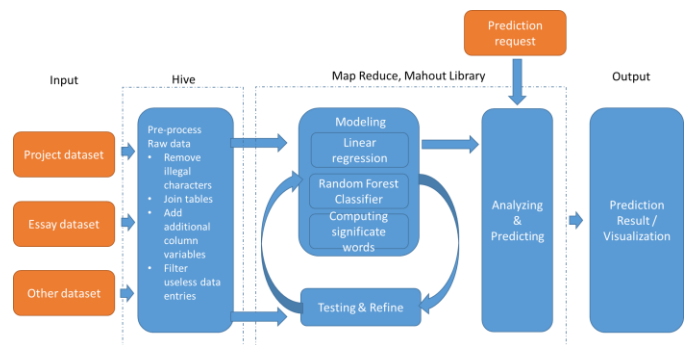 Prediction
request
Input
Hive
Map Reduce, Mahout Library
Output
Project dataset
Essay dataset
Other dataset
Pre-process
Raw data
• Remove
illegal
characters
• Join tables
• Add
additional
column
variables
• Filter
useless data
entries
Modeling
Linear
regression
Random Forest
Classifier
Computing
significate
words
Testing & Refine
Analyzing
&
Predicting
Prediction
Result /
Visualization